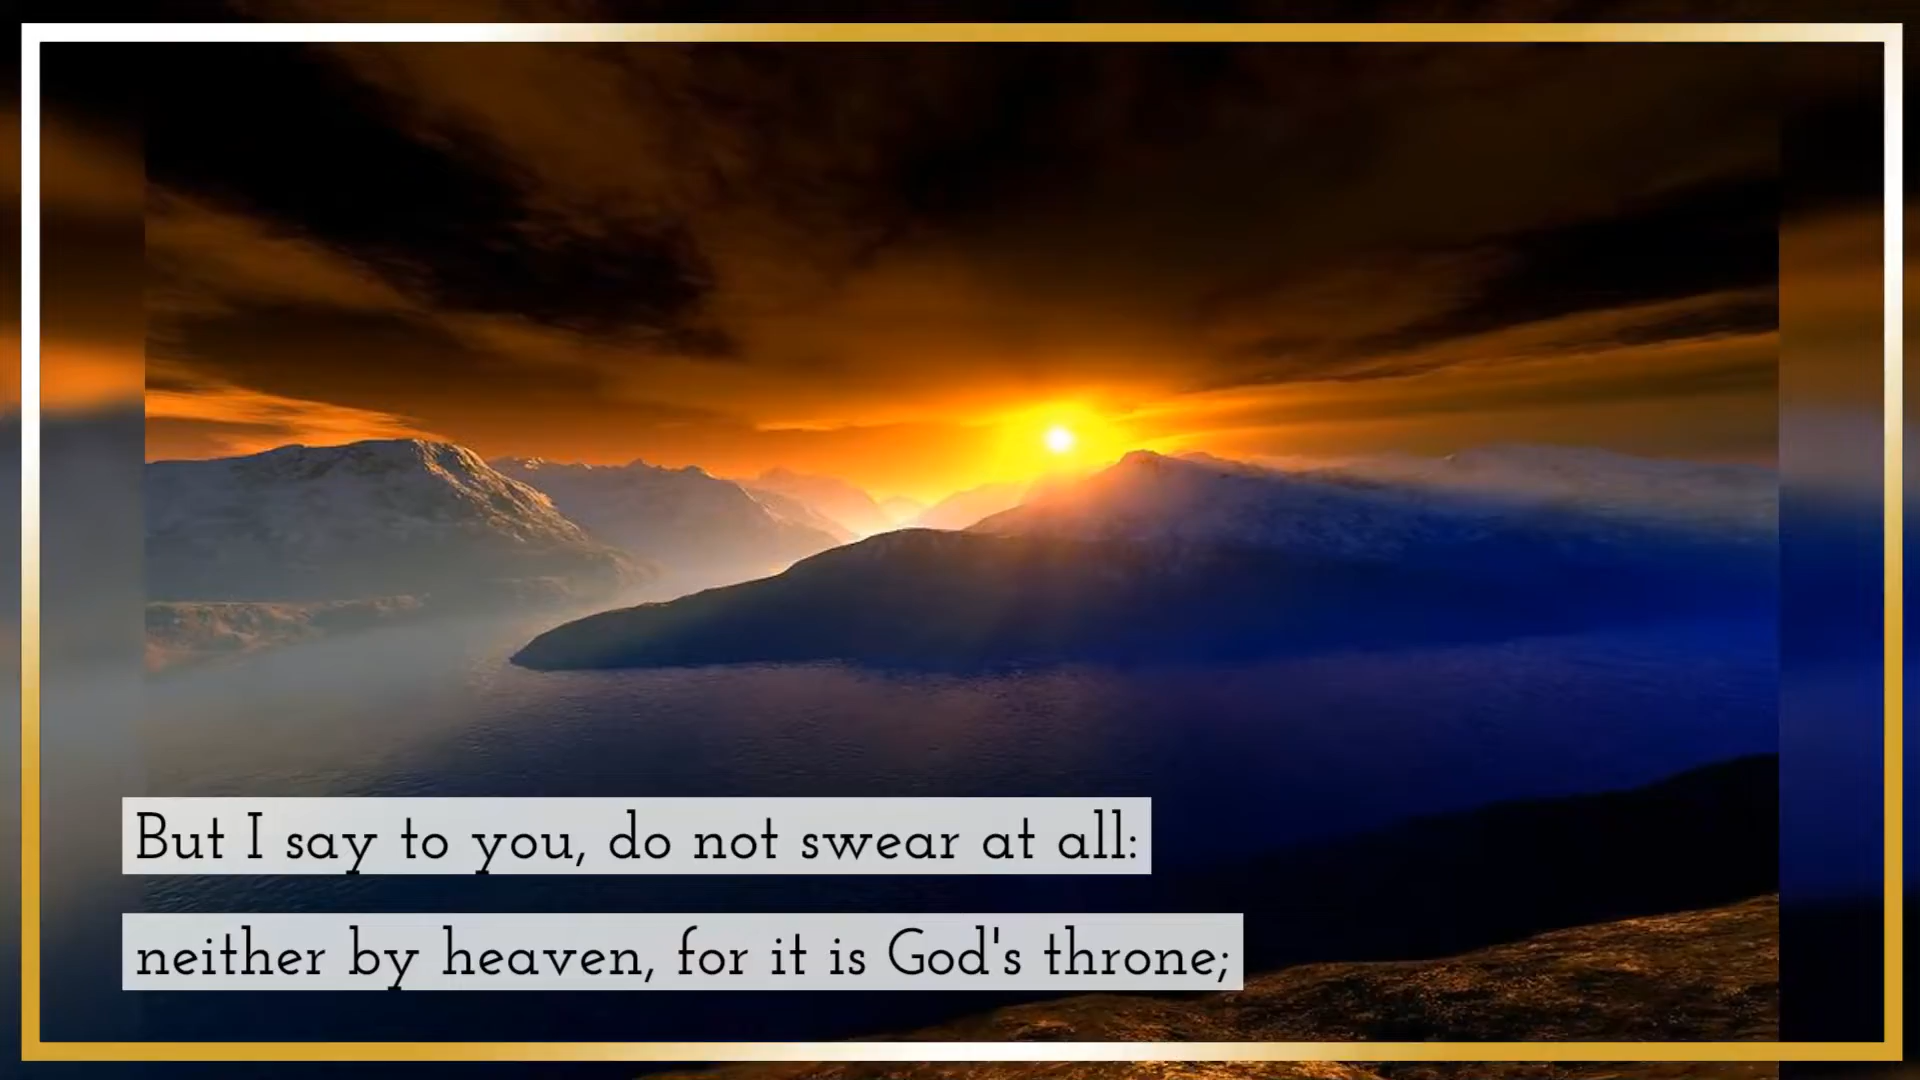 But I say to you, do not swear at all:
neither by heaven, for it is God's throne;